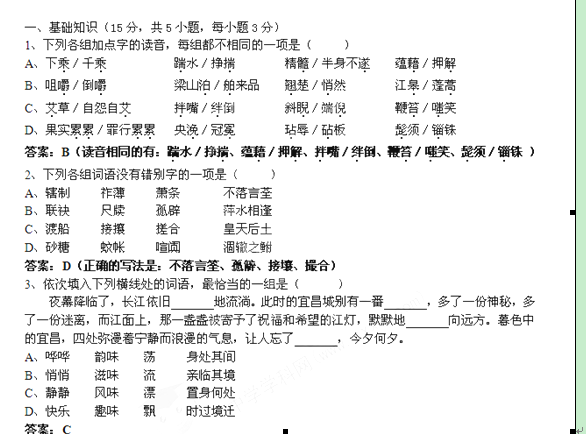 一、基础知识（15分，共5小题，每小题3分）
1、下列各组加点字的读音，每组都不相同的一项是（　　）
A、下乘/千乘　踹水/挣揣　精髓/半身不遂　蕴藉/押解
B、咀嚼/倒嚼　梁山泊/舶来品　翘楚/悄然　江皋/蓬蒿
C、艾草/自怨自艾　拌嘴/绊倒　斜睨/端倪　鞭笞/嗤笑
D、果实累累/罪行累累　央浼/冠冕　玷辱/砧板　髭须/锱铢
答案：B（读音相同的有：踹水/挣揣、蕴藉/押解、拌嘴/绊倒、鞭笞/嗤笑、髭须/锱铢 ）
2、下列各组词语没有错别字的一项是（　　）
A、辖制　祚薄　萧条　不落言荃
B、联袂　尺牍　孤僻　萍水相逢
C、渡船　接壤　搓合　皇天后土
D、砂糖　蚊帐　喧阗　涸辙之鲋
答案：D（正确的写法是：不落言筌、孤僻、接壤、撮合）
3、依次填入下列横线处的词语，最恰当的一组是（　　）
夜幕降临了，长江依旧______地流淌。此时的宜昌城别有一番______，多了一份神秘，多
了一份迷离，而江面上，那一盏盏被寄予了祝福和希望的江灯，默默地______向远方。暮色中
的宜昌，四处弥漫着宁静而浪漫的气息，让人忘了______，今夕何夕。
A、哗哗　韵味　荡　身处其间
B、悄悄　滋味　流　亲临其境
C、静静　风味　漂　置身何处
D、快乐　趣味　飘　时过境迁
答案：C